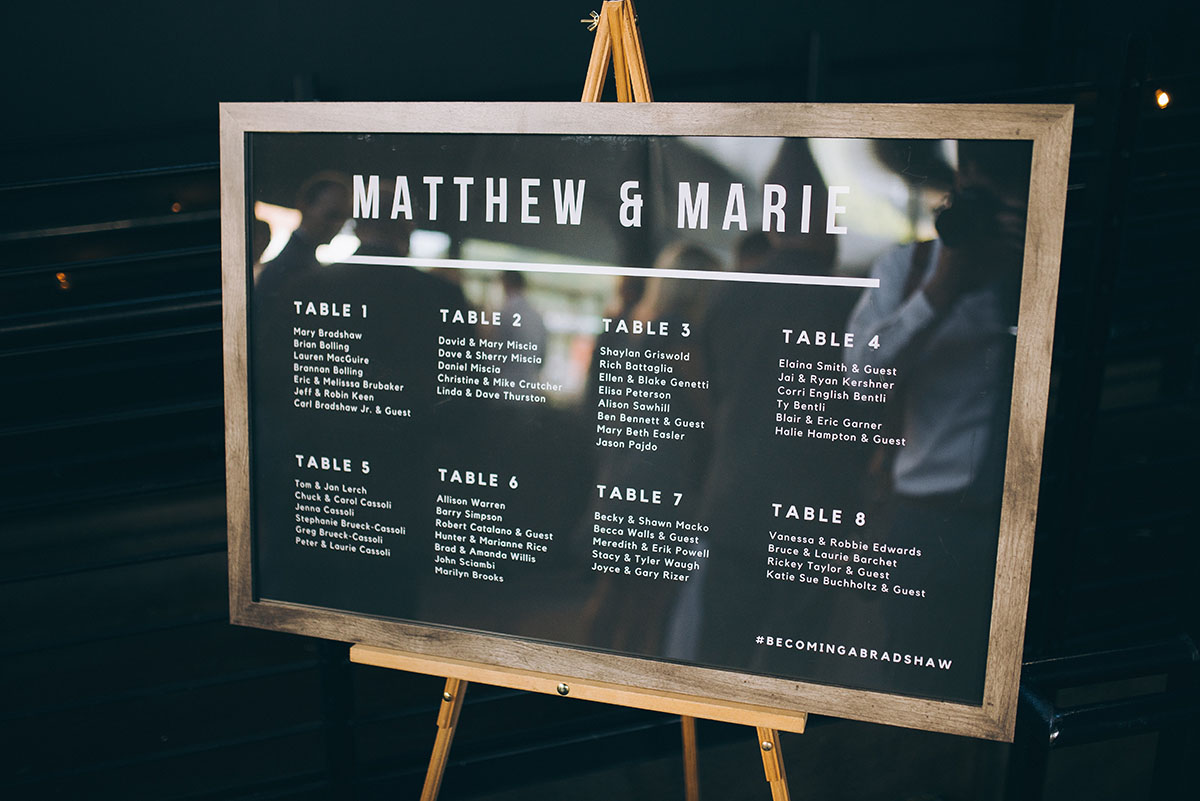 MATTHEW & MARIE
TABLE 1
Mary Bradshaw
Brian Bolling
Lauren MacGuire
Brannan Bolling
Eric & Melisssa Brubaker
Jeff & Robin Keen
Carl Bradshaw Jr. & Guest
TABLE 2
David & Mary Miscia
Dave & Sherry Miscia
Daniel Miscia
Christine & Mike Crutcher
Linda & Dave Thurston
TABLE 3
Shaylan Griswold
Rich Battaglia
Ellen & Blake Genetti
Elisa Peterson
Alison Sawhill
Ben Bennett & Guest
Mary Beth Easler
Jason Pajdo
TABLE 4
Elaina Smith & Guest
Jai & Ryan Kershner
Corri English Bentli
Ty Bentli
Blair & Eric Garner
Halie Hampton & Guest
TABLE 5
Tom & Jan Lerch
Chuck & Carol Cassoli
Jenna Cassoli
Stephanie Brueck-Cassoli
Greg Brueck-Cassoli
Peter & Laurie Cassoli
TABLE 6
Allison Warren
Barry Simpson
Robert Catalano & Guest
Hunter & Marianne Rice
Brad & Amanda Willis
John Sciambi
Marilyn Brooks
TABLE 7
Becky & Shawn Macko
Becca Walls & Guest
Meredith & Erik Powell
Stacy & Tyler Waugh
Joyce & Gary Rizer
TABLE 8
Vanessa & Robbie Edwards
Bruce & Laurie Barchet
Rickey Taylor & Guest
Katie Sue Buchholtz & Guest
#BECOMINGABRADSHAW